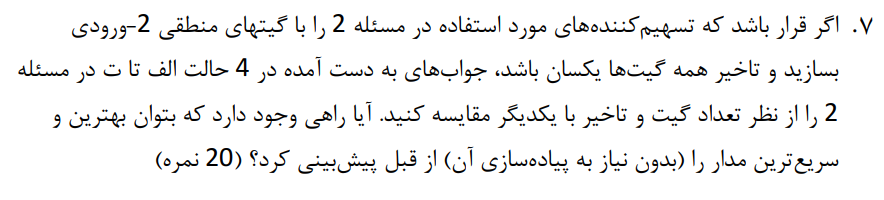 ۷. اگر قرار باشد که تسهیم‌کننده‌های مورد استفاده در مسئله 2 را با گیتهای منطقی 2-ورودی
بسازید و تاخیر همه گیت‌ها یکسان باشد، جواب‌های به دست آمده در 4 حالت الف تا ت در مسئله
2 را از نظر تعداد گیت و تاخیر با یکدیگر مقایسه کنید. آیا راهی وجود دارد که بتوان بهترین و
سریع‌ترین مدار را (بدون نیاز به پیاده‌سازی آن) از قبل پیش‌بینی کرد؟ (20 نمره)